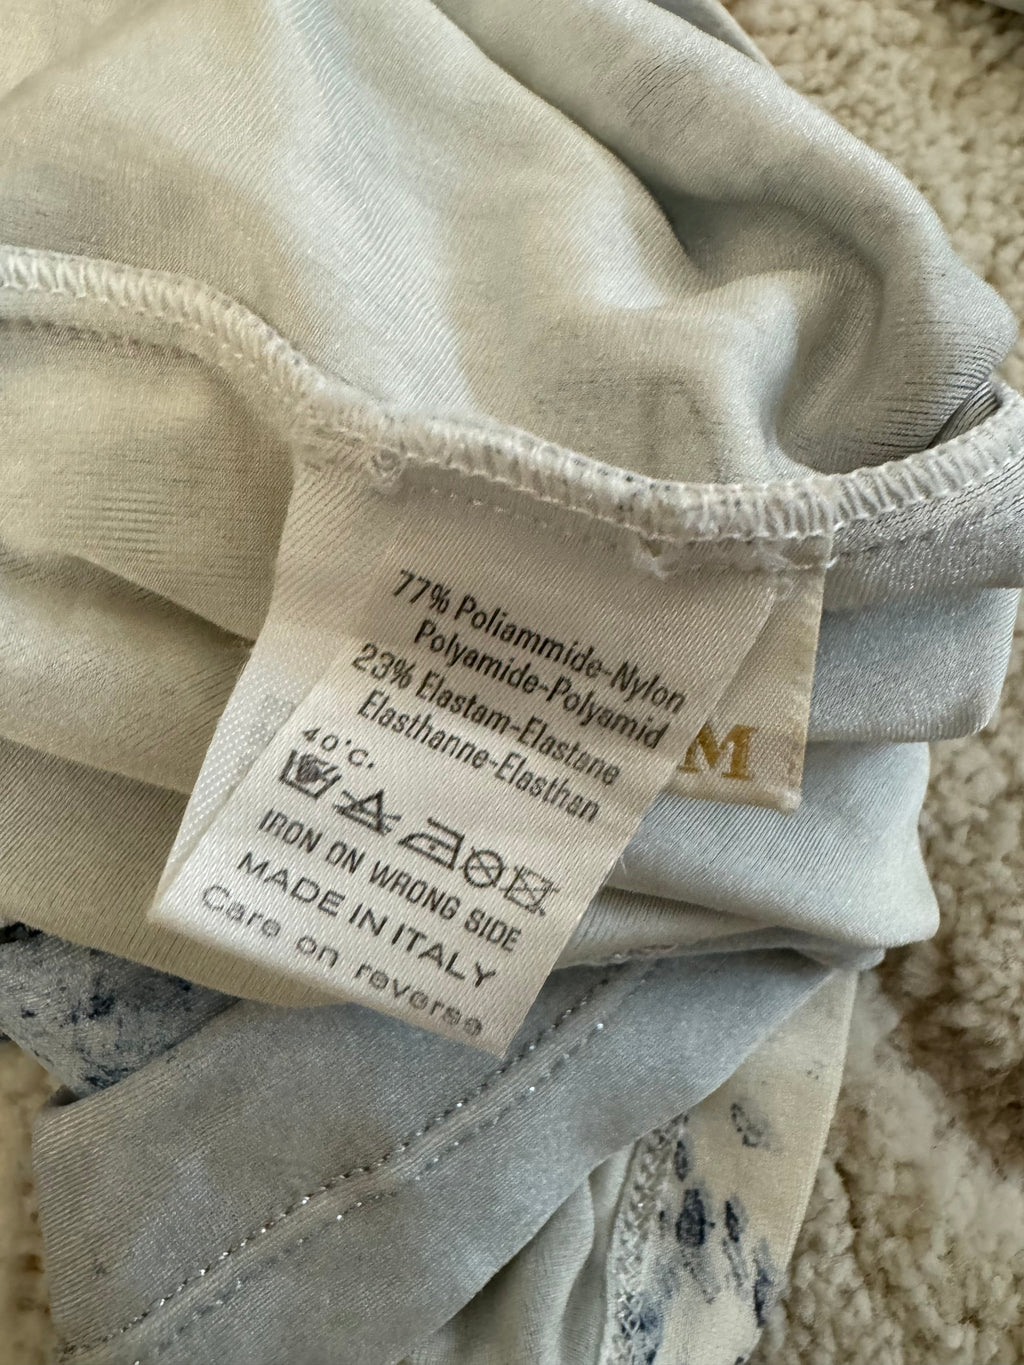 77% Poliammide-Nylon
Polyamide-Polyamid
23% Elastam-Elastane
Elasthanne-Elasthan
40°C.
IRON ON WRONG SIDE
MADE IN ITALY
Care on reverse
M